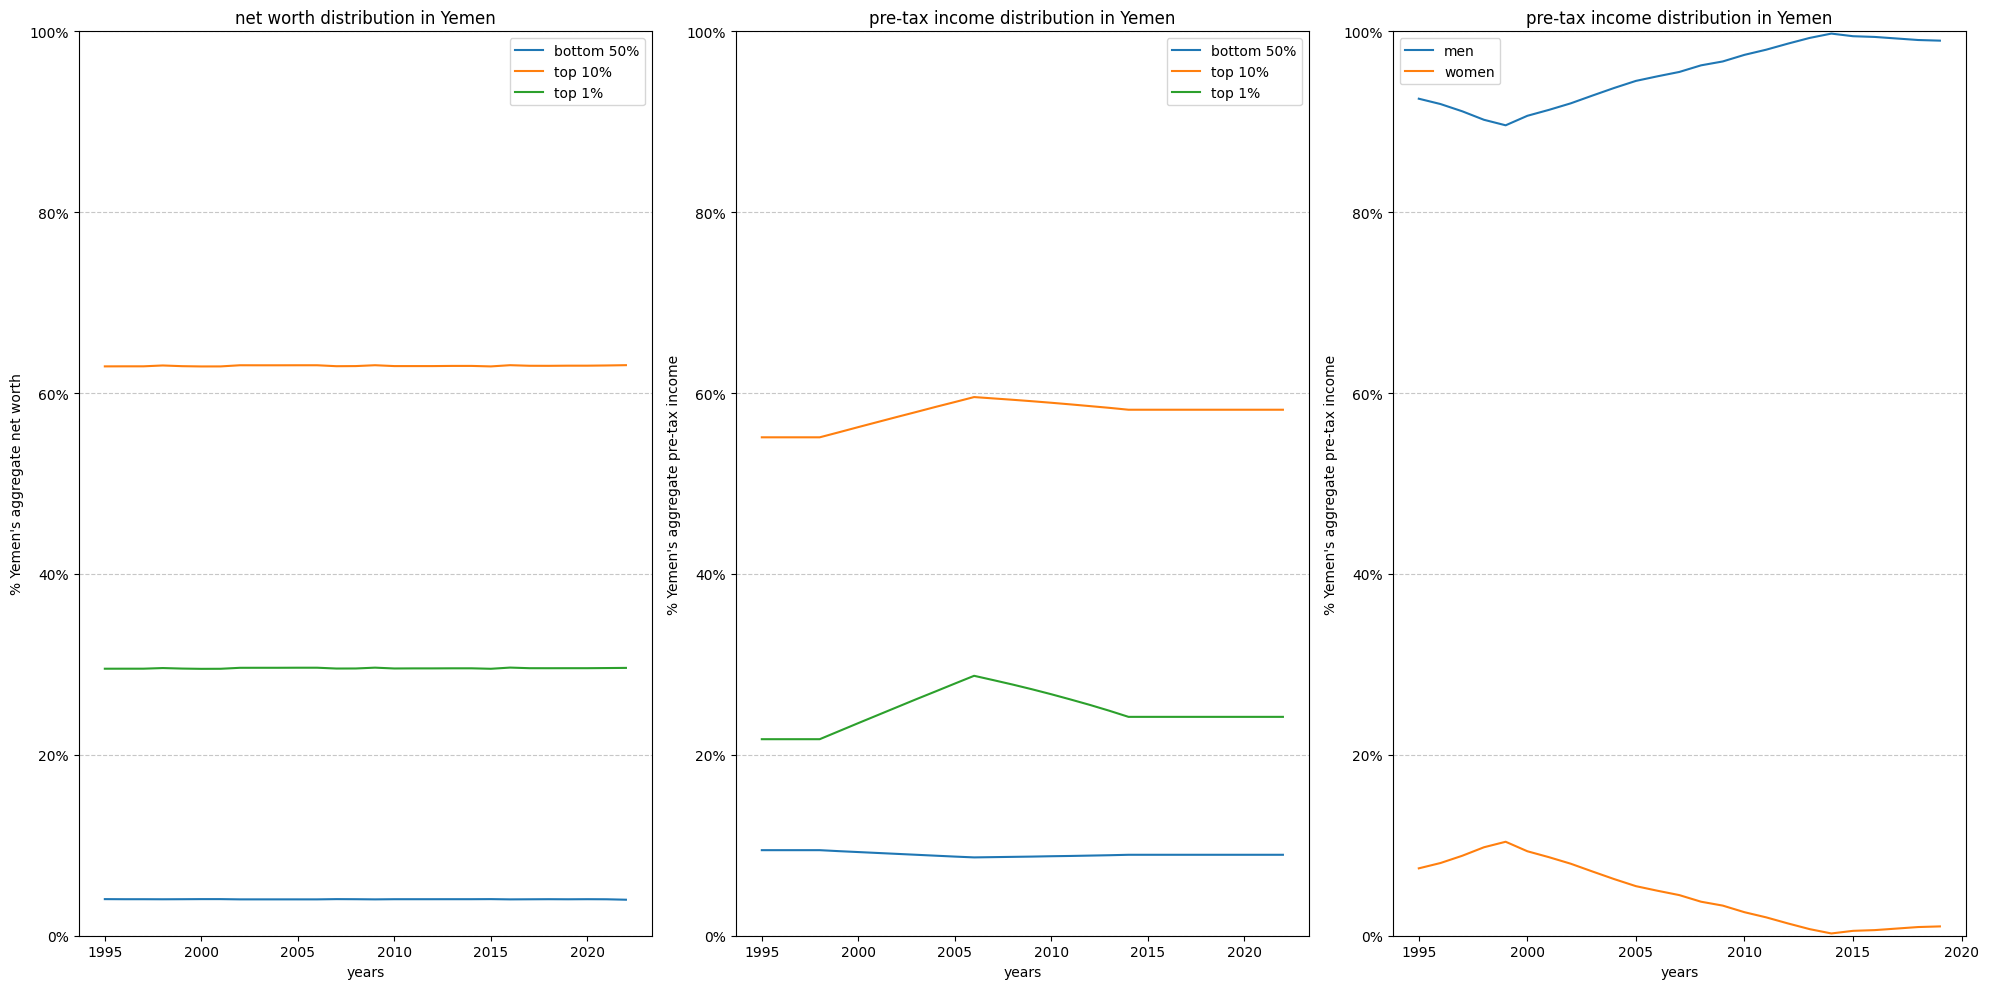 net worth distribution in Yemen
100%
80%
60%
40%
20%
0%
% Yemen's aggregate net worth
bottom 50%
top 10%
top 1%
1995 2000 2005 2010 2015 2020
years
pre-tax income distribution in Yemen
100%
80%
60%
40%
20%
0%
% Yemen's aggregate pre-tax income
bottom 50%
top 10%
top 1%
1995 2000 2005 2010 2015 2020
years
pre-tax income distribution in Yemen
100%
80%
60%
40%
20%
0%
% Yemen's aggregate pre-tax income
men
women
1995 2000 2005 2010 2015 2020
years